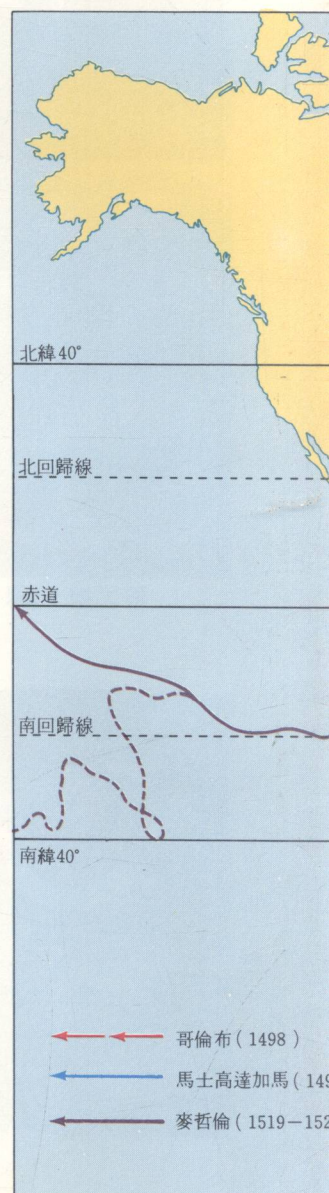 北緯40°
北回歸線
赤道
南回歸線
南緯40°
哥倫布(1498)
馬士高達加馬(149
麥哲倫(1519－152